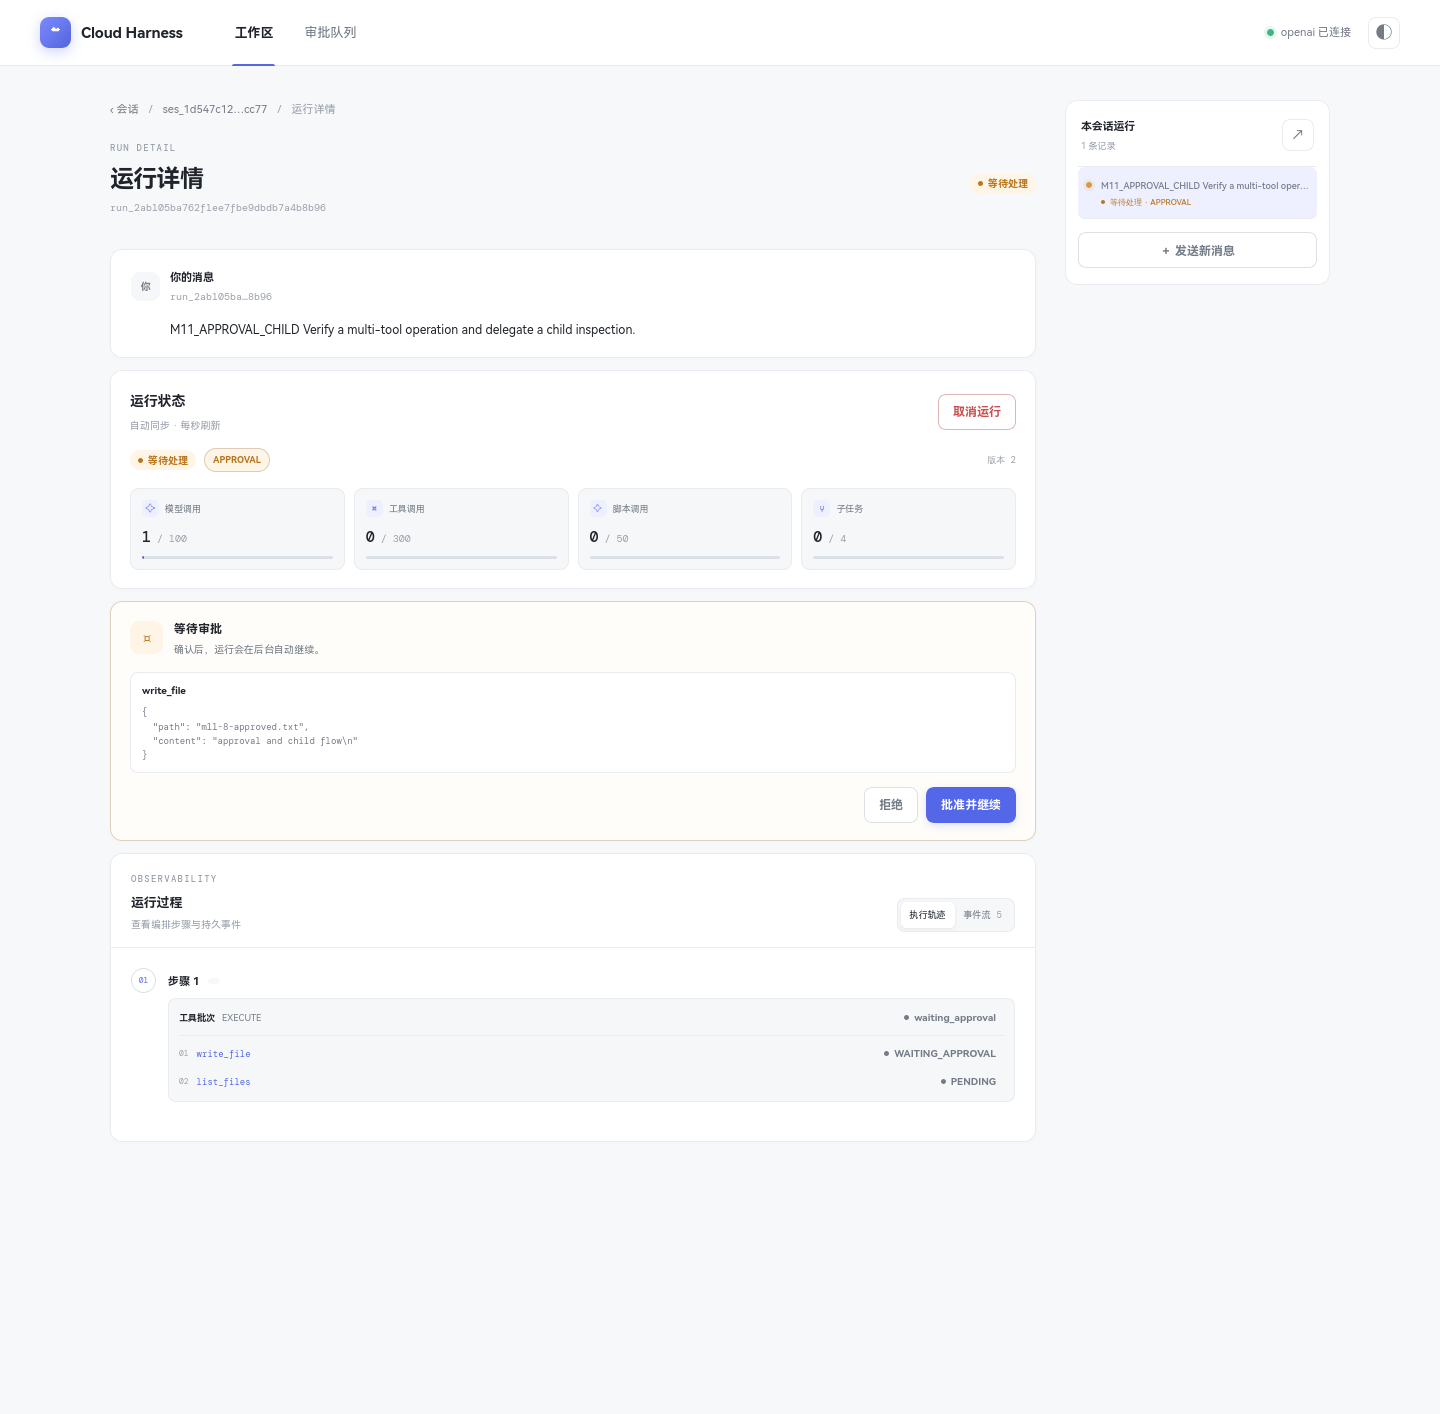 Cloud Harness
工作区
审批队列
openai 已连接
‹ 会话 / ses_1d547c12...cc77 / 运行详情
RUN DETAIL
运行详情
等待处理
run_2ab105ba762f1ee7fbe9dbdb7a4b8b96
你
你的消息
run_2ab105ba…8b96
M11_APPROVAL_CHILD Verify a multi-tool operation and delegate a child inspection.
运行状态
自动同步 · 每秒刷新
取消运行
等待处理
APPROVAL
版本 2
模型调用
1 / 100
工具调用
0 / 300
脚本调用
0 / 50
子任务
0 / 4
等待审批
确认后，运行会在后台自动继续。
write_file
{
"path": "m11-8-approved.txt",
"content": "approval and child flow\n"
}
拒绝
批准并继续
OBSERVABILITY
运行过程
查看编排步骤与持久事件
执行轨迹
事件流 5
01
步骤 1
工具批次 EXECUTE
waiting_approval
01 write_file
WAITING_APPROVAL
02 list_files
PENDING
本会话运行
1 条记录
↗
M11_APPROVAL_CHILD Verify a multi-tool oper...
等待处理 · APPROVAL
+ 发送新消息